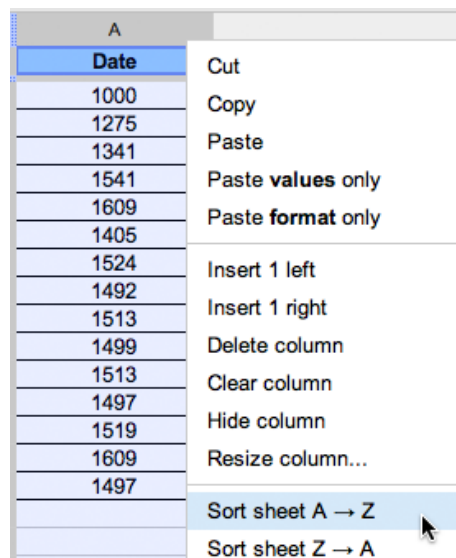 A
Date
1000
1275
1341
1541
1609
1405
1524
1492
1513
1499
1513
1497
1519
1609
1497
Cut
Copy
Paste
Paste values only
Paste format only
Insert 1 left
Insert 1 right
Delete column
Clear column
Hide column
Resize column...
Sort sheet A → Z
Sort sheet Z → A